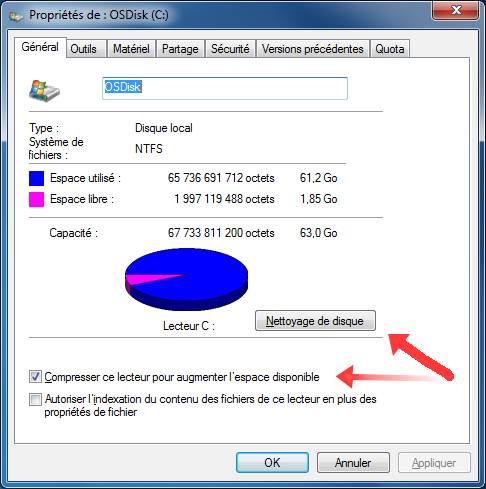 Propriétés de : OSDisk (C:)
Général Outils Matériel Partage Sécurité Versions précédentes Quota
OSDisk
Type : Disque local
Système de fichiers : NTFS
Espace utilisé : 65 736 691 712 octets 61,2 Go
Espace libre : 1 997 119 488 octets 1,85 Go
Capacité : 67 733 811 200 octets 63,0 Go
Lecteur C : Nettoyage de disque
Compresser ce lecteur pour augmenter l'espace disponible
Autoriser l'indexation du contenu des fichiers de ce lecteur en plus des
propriétés de fichier
OK Annuler Appliquer